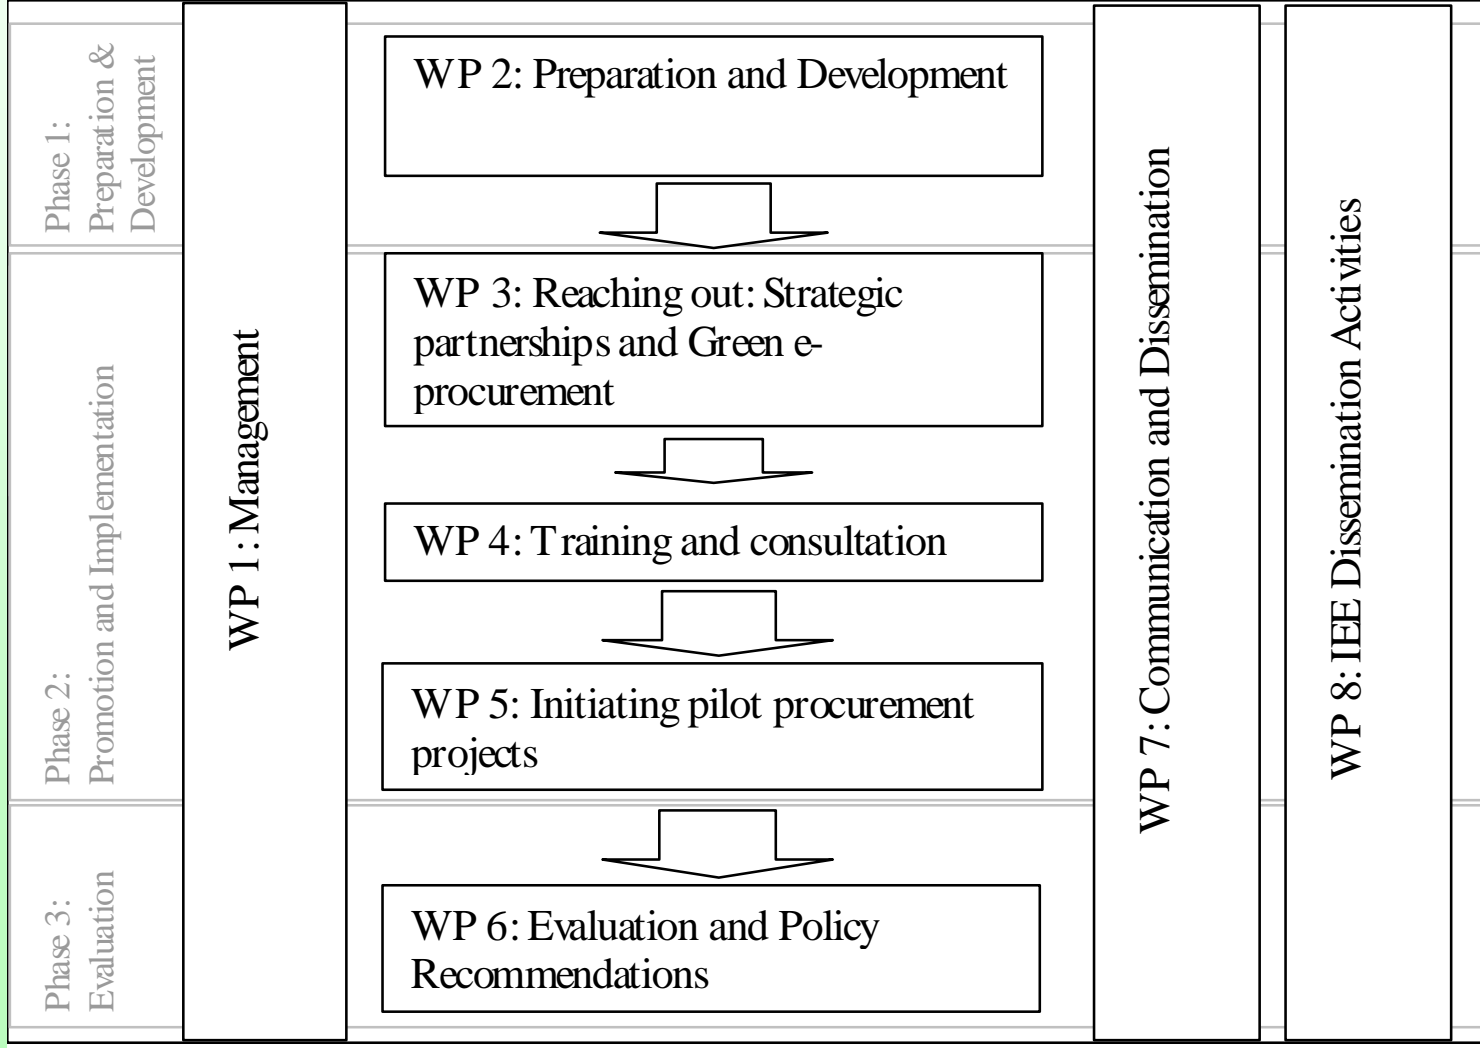 Phase 1:
Preparation &
Development
Phase 2:
Promotion and Implementation
Phase 3:
Evaluation
WP 1: Management
WP 2: Preparation and Development
WP 3: Reaching out: Strategic
partnerships and Green e-
procurement
WP 4: Training and consultation
WP 5: Initiating pilot procurement
projects
WP 6: Evaluation and Policy
Recommendations
WP 7: Communication and Dissemination
WP 8: IEE Dissemination Activities